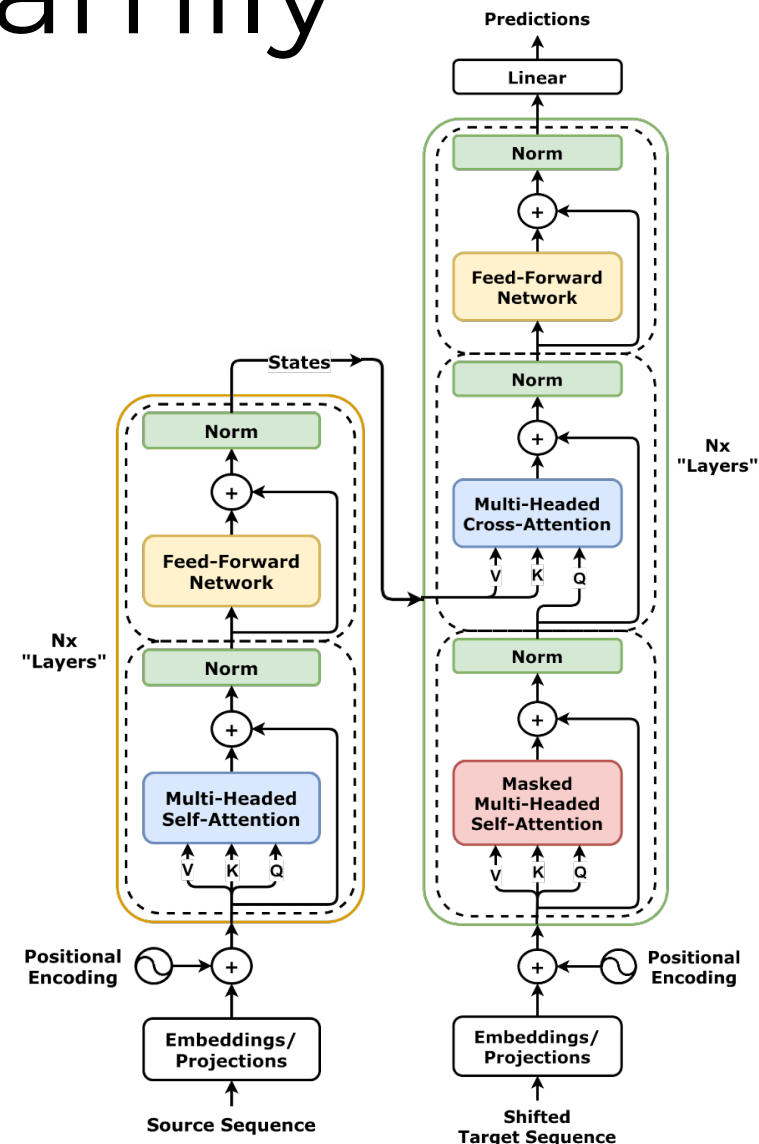 Predictions
Linear
Norm
+
Feed-Forward
Network
Norm
+
Multi-Headed
Cross-Attention
V K Q
Norm
+
Masked
Multi-Headed
Self-Attention
V K Q
Nx
"Layers"
+
Positional
Encoding
Embeddings/
Projections
Shifted
Target Sequence
States
Norm
+
Feed-Forward
Network
Norm
+
Multi-Headed
Self-Attention
V K Q
Nx
"Layers"
Positional
Encoding
+
Embeddings/
Projections
Source Sequence